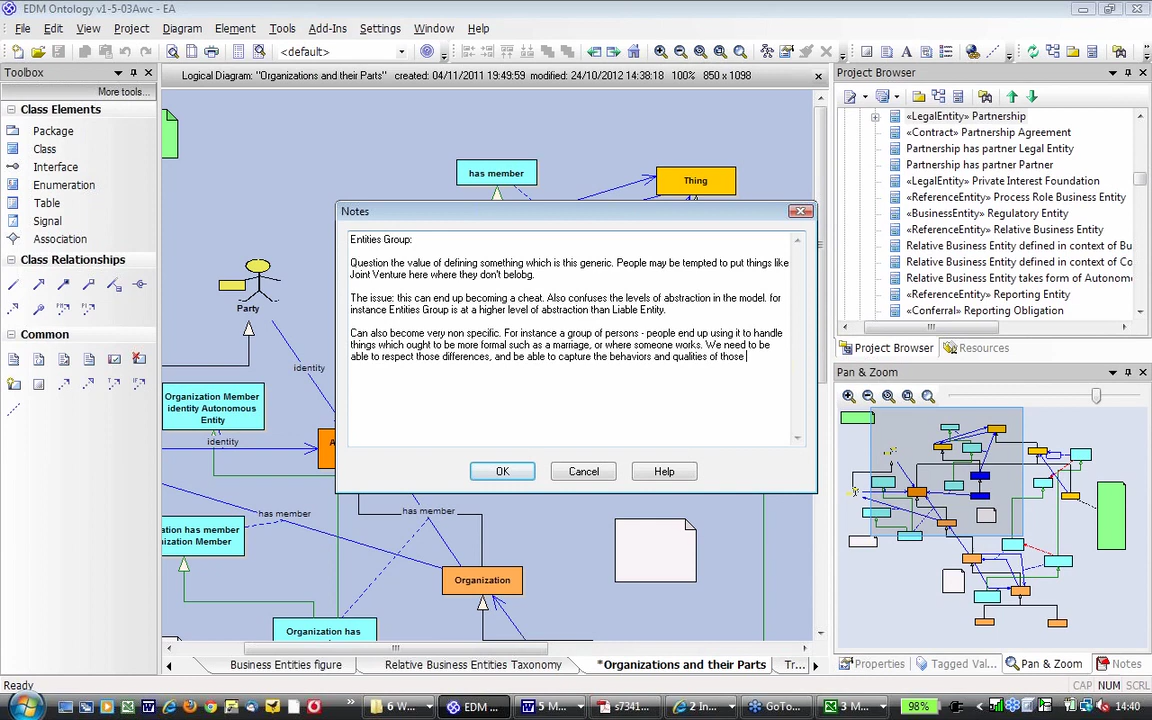 EDM Ontology v1-5-03Awc - EA
File Edit View Project Diagram Element Tools Add-Ins Settings Window Help
<default>
Toolbox
More tools...
Class Elements
Package
Class
Interface
Enumeration
Table
Signal
Association
Class Relationships
Common
Logical Diagram: "Organizations and their Parts" created: 04/11/2011 19:49:59 modified: 24/10/2012 14:38:18 100% 850 x 1098
has member
Thing
Party
identity
Organization Member
identity Autonomous
Entity
identity
A
has member
has member
ation has member
nization Member
Organization
Organization has
Notes
Entities Group:
Question the value of defining something which is this generic. People may be tempted to put things like
Joint Venture here where they don't belobg.
The issue: this can end up becoming a cheat. Also confuses the levels of abstraction in the model. for
instance Entities Group is at a higher level of abstraction than Liable Entity.
Can also become very non specific. For instance a group of persons - people end up using it to handle
things which ought to be more formal such as a marriage, or where someone works. We need to be
able to respect those differences, and be able to capture the behaviors and qualities of those
OK Cancel Help
Business Entities figure Relative Business Entities Taxonomy *Organizations and their Parts Tr...
Project Browser
«LegalEntity» Partnership
«Contract» Partnership Agreement
Partnership has partner Legal Entity
Partnership has partner Partner
«LegalEntity» Private Interest Foundation
«ReferenceEntity» Process Role Business Entity
«BusinessEntity» Regulatory Entity
«ReferenceEntity» Relative Business Entity
Relative Business Entity defined in context of Bu
Relative Business Entity defined in context of Co
Relative Business Entity takes form of Autonom
«ReferenceEntity» Reporting Entity
«Conferral» Reporting Obligation
Project Browser Resources
Pan & Zoom
Properties Tagged Val... Pan & Zoom Notes
Ready
CAP NUM SCRL
6 W... EDM ... 5 M... s7341... 2 In... GoTo... 3 M... 98% 14:40